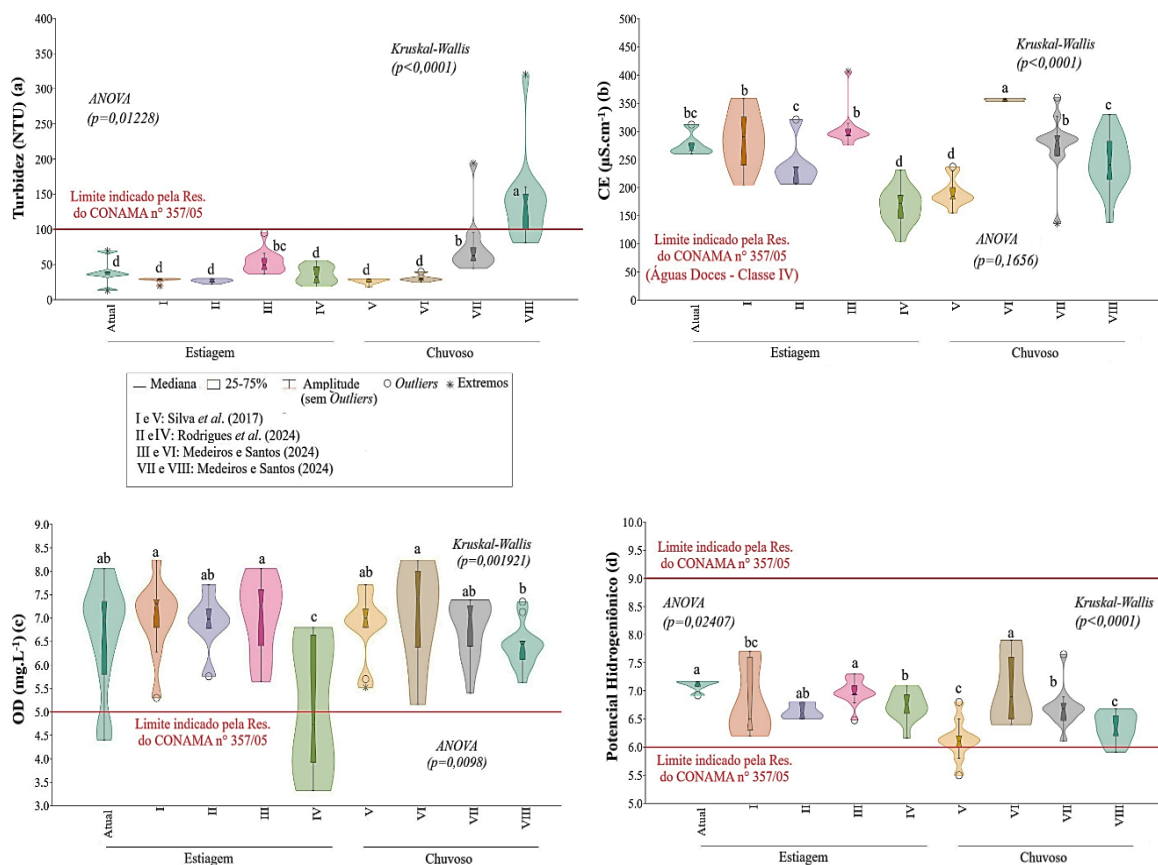 Turbidez (NTU) (a)
400
350
300
250
200
150
100
50
0
Kruskal-Wallis
(p<0,0001)
ANOVA
(p=0,01228)
Limite indicado pela Res.
do CONAMA n° 357/05
d
d
d
bc
d
d
d
b
a
Atual
I
II
III
IV
V
VI
VII
VIII
Estiagem
Chuvoso
Mediana 25-75% Amplitude Outliers Extremos
(sem Outliers)
I e V: Silva et al. (2017)
II e IV: Rodrigues et al. (2024)
III e VI: Medeiros e Santos (2024)
VII e VIII: Medeiros e Santos (2024)
CE (µS.cm⁻¹) (b)
500
450
400
350
300
250
200
150
100
50
0
Kruskal-Wallis
(p<0,0001)
bc
b
c
b
d
d
a
b
c
Limite indicado pela Res.
do CONAMA n° 357/05
(Águas Doces - Classe IV)
ANOVA
(p=0,1656)
Atual
I
II
III
IV
V
VI
VII
VIII
Estiagem
Chuvoso
OD (mg.L⁻¹) (c)
9.0
8.5
8.0
7.5
7.0
6.5
6.0
5.5
5.0
4.5
4.0
3.5
3.0
Kruskal-Wallis
(p=0,001921)
ab
a
ab
a
c
ab
a
ab
b
Limite indicado pela Res.
do CONAMA n° 357/05
ANOVA
(p=0,0098)
Atual
I
II
III
IV
V
VI
VII
VIII
Estiagem
Chuvoso
Potencial Hidrogeniônico (d)
10.0
9.5
9.0
8.5
8.0
7.5
7.0
6.5
6.0
5.5
5.0
Limite indicado pela Res.
do CONAMA n° 357/05
ANOVA
(p=0,02407)
Kruskal-Wallis
(p<0,0001)
a
bc
ab
a
b
c
a
b
c
Limite indicado pela Res.
do CONAMA n° 357/05
Atual
I
II
III
IV
V
VI
VII
VIII
Estiagem
Chuvoso